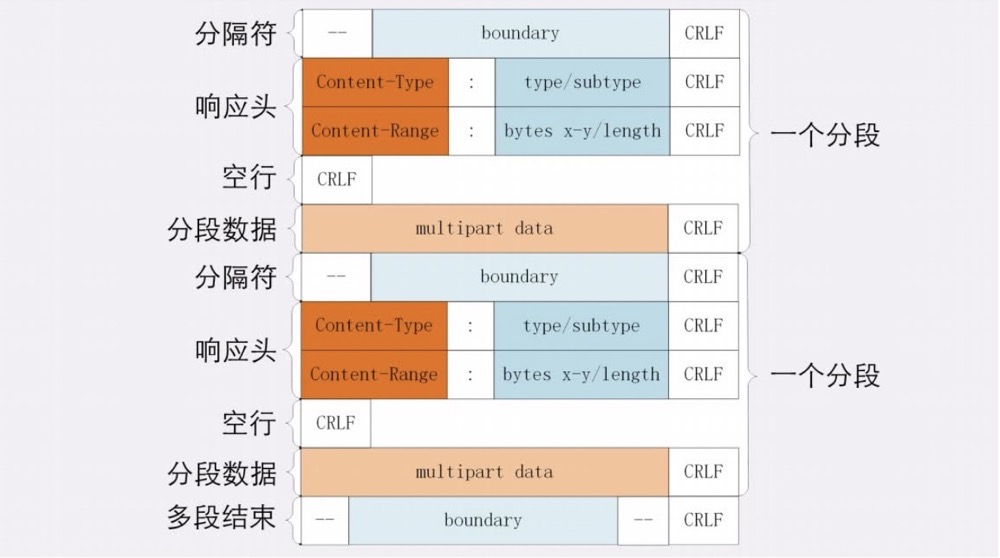 分隔符 -- boundary CRLF
响应头
Content-Type : type/subtype CRLF
Content-Range : bytes x-y/length CRLF
一个分段
空行 CRLF
分段数据 multipart data CRLF
分隔符 -- boundary CRLF
响应头
Content-Type : type/subtype CRLF
Content-Range : bytes x-y/length CRLF
一个分段
空行 CRLF
分段数据 multipart data CRLF
多段结束 -- boundary -- CRLF